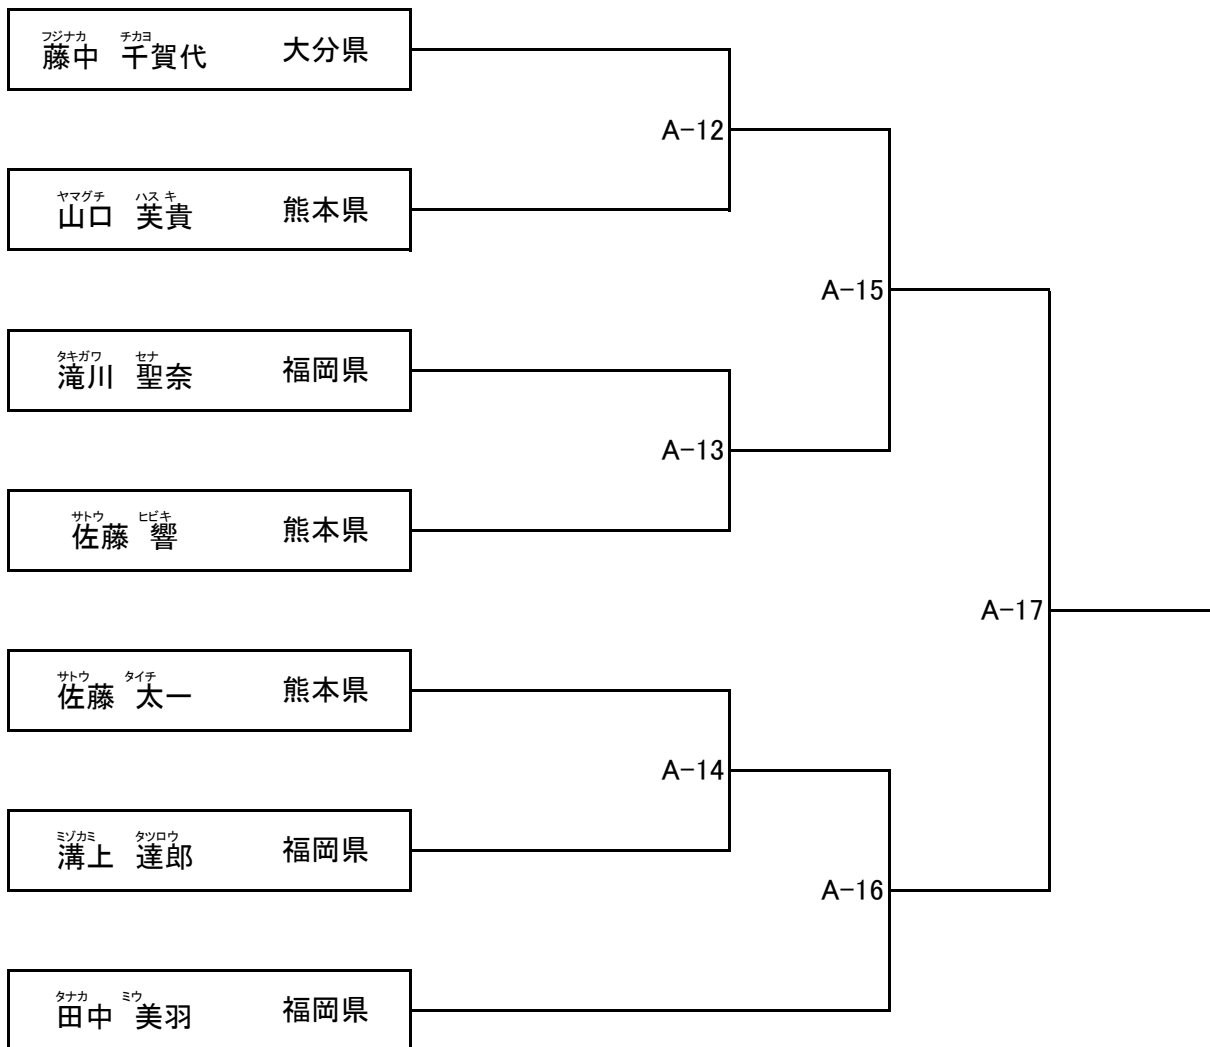 フジナカ チカヨ
藤中 千賀代 大分県
A-12
ヤマグチ ハス キ
山口 芙貴 熊本県
A-15
タキガワ セナ
滝川 聖奈 福岡県
A-13
サトウ ヒビキ
佐藤 響 熊本県
A-17
サトウ タイチ
佐藤 太一 熊本県
A-14
ミゾカミ タツロウ
溝上 達郎 福岡県
A-16
タナカ ミウ
田中 美羽 福岡県